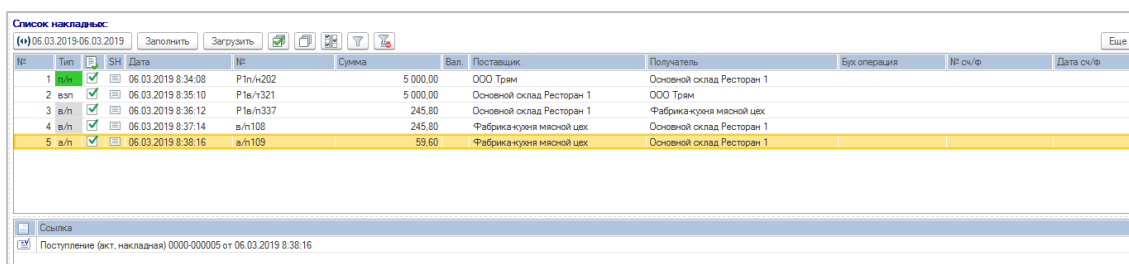 Список накладных:
06.03.2019-06.03.2019 Заполнить Загрузить Еще
№ Тип SH Дата № Сумма Вал. Поставщик Получатель Бух операция № сч/ф Дата сч/ф
1 п/н 06.03.2019 8:34:08 Р1п/н202 5 000,00 ООО Трям Основной склад Ресторан 1
2 взп 06.03.2019 8:35:10 Р1в/т321 5 000,00 Основной склад Ресторан 1 ООО Трям
3 в/п 06.03.2019 8:36:12 Р1в/п337 245,80 Основной склад Ресторан 1 Фабрика-кухня мясной цех
4 в/п 06.03.2019 8:37:14 в/п108 245,80 Фабрика-кухня мясной цех Основной склад Ресторан 1
5 а/п 06.03.2019 8:38:16 а/п109 59,60 Фабрика-кухня мясной цех Основной склад Ресторан 1
Ссылка
Поступление (акт, накладная) 0000-000005 от 06.03.2019 8:38:16